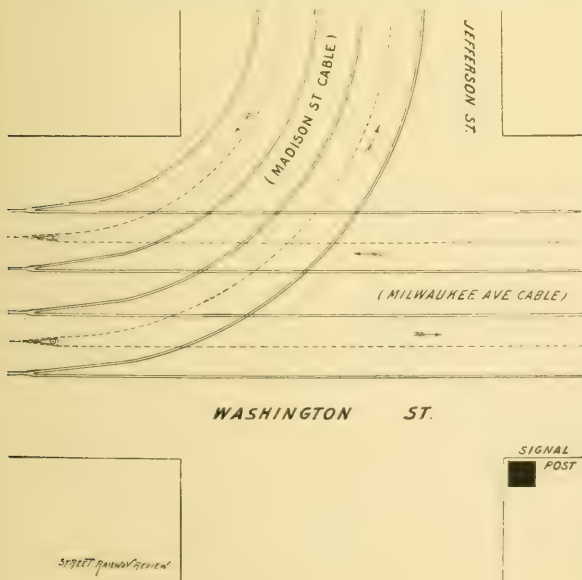 JEFFERSON ST.
(MADISON ST CABLE)
(MILWAUKEE AVE CABLE)
WASHINGTON ST.
SIGNAL
POST
STREET RAILWAY REVIEW